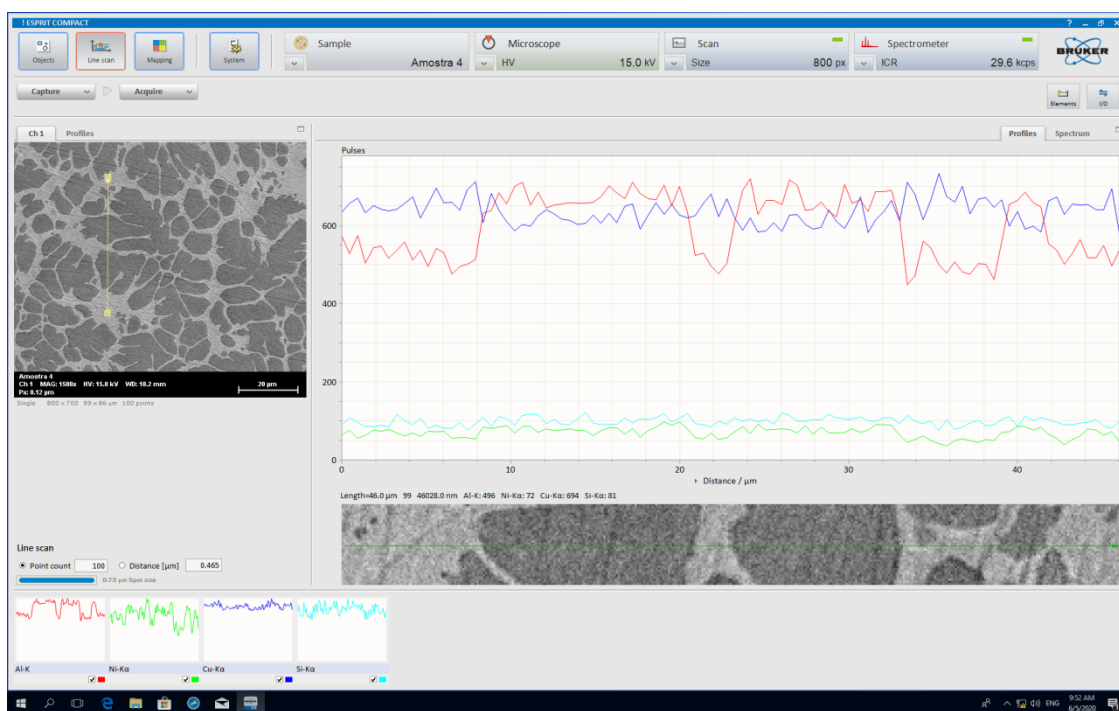 ! ESPRIT COMPACT
Objects
Line scan
Mapping
System
Sample
Amostra 4
Microscope
HV 15.0 kV
Scan
Size 800 px
Spectrometer
ICR 29.6 kcps
BRUKER
Capture
Acquire
Elements
I/O
Ch 1 Profiles
Profiles Spectrum
Amostra 4
Ch 1 MAG: 1500x HV: 15.0 kV WD: 10.2 mm
Px: 0.12 µm
20 µm
Single 800 x 700 99 x 86 µm 100 points
Pulses
600
400
200
0
0 10 20 30 40
Distance / µm
Length=46.0 µm 99 46028.0 nm Al-K: 496 Ni-Kα: 72 Cu-Kα: 694 Si-Kα: 81
Line scan
Point count 100 Distance [µm] 0.465
0.75 µm Spot size
Al-K
Ni-Kα
Cu-Kα
Si-Kα
ENG
9:52 AM
6/5/2020